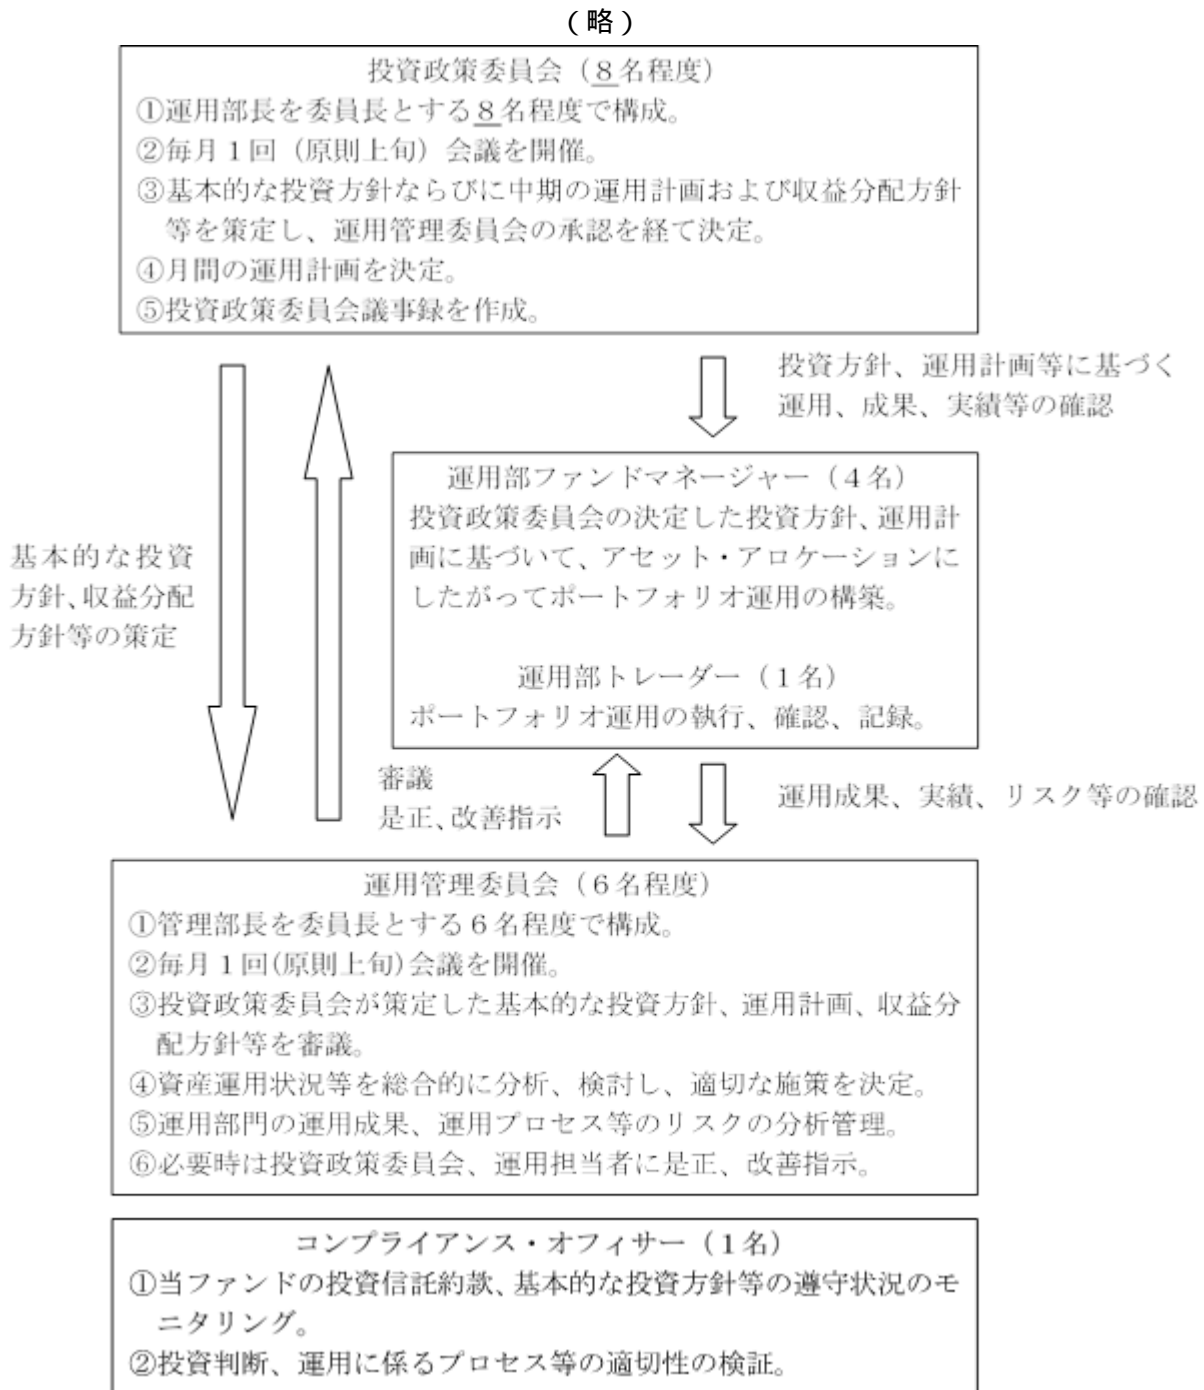 （略）
投資政策委員会（８名程度）
①運用部長を委員長とする８名程度で構成。
②毎月１回（原則上旬）会議を開催。
③基本的な投資方針ならびに中期の運用計画および収益分配方針
等を策定し、運用管理委員会の承認を経て決定。
④月間の運用計画を決定。
⑤投資政策委員会議事録を作成。
投資方針、運用計画等に基づく
運用、成果、実績等の確認
運用部ファンドマネージャー（４名）
投資政策委員会の決定した投資方針、運用計
画に基づいて、アセット・アロケーションに
したがってポートフォリオ運用の構築。
運用部トレーダー（１名）
ポートフォリオ運用の執行、確認、記録。
基本的な投資
方針、収益分配
方針等の策定
審議
是正、改善指示
運用成果、実績、リスク等の確認
運用管理委員会（６名程度）
①管理部長を委員長とする６名程度で構成。
②毎月１回(原則上旬)会議を開催。
③投資政策委員会が策定した基本的な投資方針、運用計画、収益分
配方針等を審議。
④資産運用状況等を総合的に分析、検討し、適切な施策を決定。
⑤運用部門の運用成果、運用プロセス等のリスクの分析管理。
⑥必要時は投資政策委員会、運用担当者に是正、改善指示。
コンプライアンス・オフィサー（１名）
①当ファンドの投資信託約款、基本的な投資方針等の遵守状況のモ
ニタリング。
②投資判断、運用に係るプロセス等の適切性の検証。